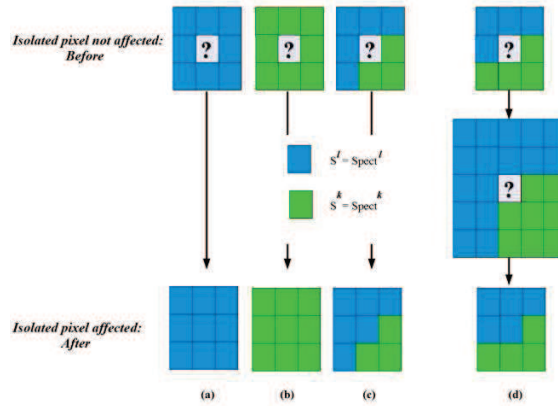 Isolated pixel not affected:
Before
?
?
?
?
S^l = Spect^l
?
S^k = Spect^k
Isolated pixel affected:
After
(a)
(b)
(c)
(d)